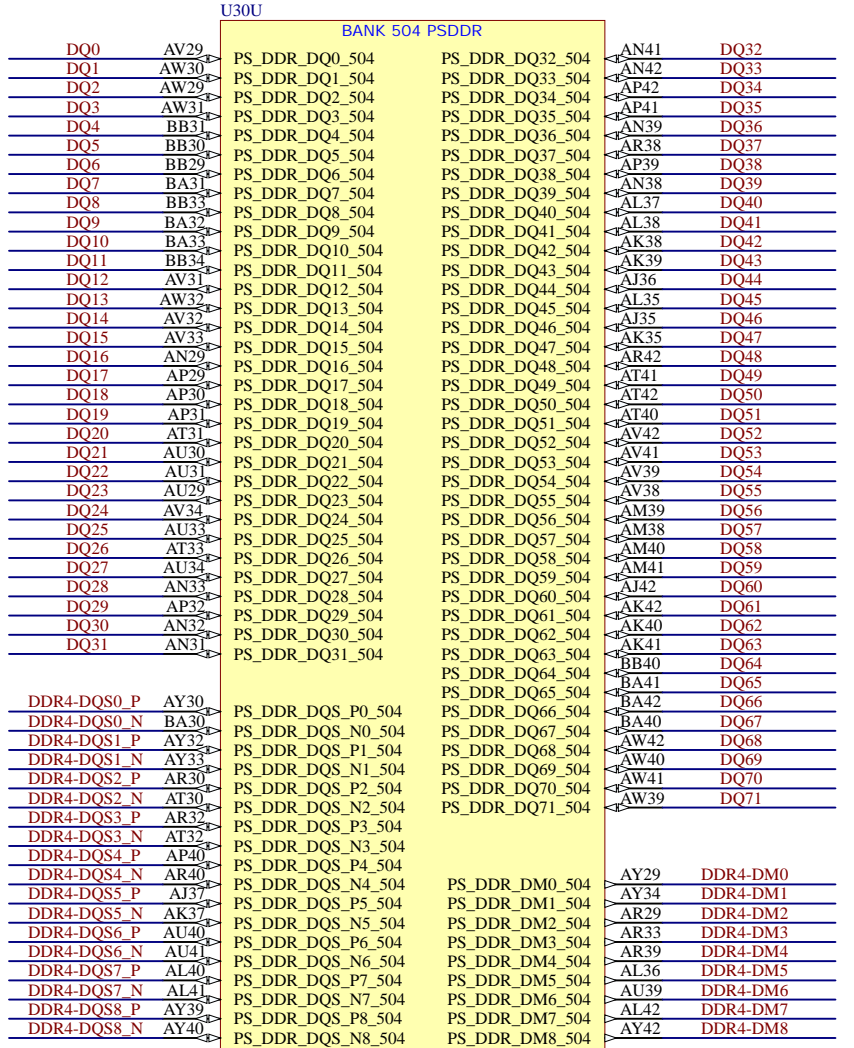 U30U
BANK 504 PSDDR
DQ0 AV29 PS_DDR_DQ0_504 PS_DDR_DQ32_504 AN41 DQ32
DQ1 AW30 PS_DDR_DQ1_504 PS_DDR_DQ33_504 AN42 DQ33
DQ2 AW29 PS_DDR_DQ2_504 PS_DDR_DQ34_504 AP42 DQ34
DQ3 AW31 PS_DDR_DQ3_504 PS_DDR_DQ35_504 AP41 DQ35
DQ4 BB31 PS_DDR_DQ4_504 PS_DDR_DQ36_504 AN39 DQ36
DQ5 BB30 PS_DDR_DQ5_504 PS_DDR_DQ37_504 AR38 DQ37
DQ6 BB29 PS_DDR_DQ6_504 PS_DDR_DQ38_504 AP39 DQ38
DQ7 BA31 PS_DDR_DQ7_504 PS_DDR_DQ39_504 AN38 DQ39
DQ8 BB33 PS_DDR_DQ8_504 PS_DDR_DQ40_504 AL37 DQ40
DQ9 BA32 PS_DDR_DQ9_504 PS_DDR_DQ41_504 AL38 DQ41
DQ10 BA33 PS_DDR_DQ10_504 PS_DDR_DQ42_504 AK38 DQ42
DQ11 BB34 PS_DDR_DQ11_504 PS_DDR_DQ43_504 AK39 DQ43
DQ12 AV31 PS_DDR_DQ12_504 PS_DDR_DQ44_504 AJ36 DQ44
DQ13 AW32 PS_DDR_DQ13_504 PS_DDR_DQ45_504 AL35 DQ45
DQ14 AV32 PS_DDR_DQ14_504 PS_DDR_DQ46_504 AJ35 DQ46
DQ15 AV33 PS_DDR_DQ15_504 PS_DDR_DQ47_504 AK35 DQ47
DQ16 AN29 PS_DDR_DQ16_504 PS_DDR_DQ48_504 AR42 DQ48
DQ17 AP29 PS_DDR_DQ17_504 PS_DDR_DQ49_504 AT41 DQ49
DQ18 AP30 PS_DDR_DQ18_504 PS_DDR_DQ50_504 AT42 DQ50
DQ19 AP31 PS_DDR_DQ19_504 PS_DDR_DQ51_504 AT40 DQ51
DQ20 AT31 PS_DDR_DQ20_504 PS_DDR_DQ52_504 AV42 DQ52
DQ21 AU30 PS_DDR_DQ21_504 PS_DDR_DQ53_504 AV41 DQ53
DQ22 AU31 PS_DDR_DQ22_504 PS_DDR_DQ54_504 AV39 DQ54
DQ23 AU29 PS_DDR_DQ23_504 PS_DDR_DQ55_504 AV38 DQ55
DQ24 AV34 PS_DDR_DQ24_504 PS_DDR_DQ56_504 AM39 DQ56
DQ25 AU33 PS_DDR_DQ25_504 PS_DDR_DQ57_504 AM38 DQ57
DQ26 AT33 PS_DDR_DQ26_504 PS_DDR_DQ58_504 AM40 DQ58
DQ27 AU34 PS_DDR_DQ27_504 PS_DDR_DQ59_504 AM41 DQ59
DQ28 AN33 PS_DDR_DQ28_504 PS_DDR_DQ60_504 AJ42 DQ60
DQ29 AP32 PS_DDR_DQ29_504 PS_DDR_DQ61_504 AK42 DQ61
DQ30 AN32 PS_DDR_DQ30_504 PS_DDR_DQ62_504 AK40 DQ62
DQ31 AN31 PS_DDR_DQ31_504 PS_DDR_DQ63_504 AK41 DQ63
PS_DDR_DQ64_504 BB40 DQ64
PS_DDR_DQ65_504 BA41 DQ65
DDR4-DQS0_P AY30 PS_DDR_DQS_P0_504 PS_DDR_DQ66_504 BA42 DQ66
DDR4-DQS0_N BA30 PS_DDR_DQS_N0_504 PS_DDR_DQ67_504 BA40 DQ67
DDR4-DQS1_P AY32 PS_DDR_DQS_P1_504 PS_DDR_DQ68_504 AW42 DQ68
DDR4-DQS1_N AY33 PS_DDR_DQS_N1_504 PS_DDR_DQ69_504 AW40 DQ69
DDR4-DQS2_P AR30 PS_DDR_DQS_P2_504 PS_DDR_DQ70_504 AW41 DQ70
DDR4-DQS2_N AT30 PS_DDR_DQS_N2_504 PS_DDR_DQ71_504 AW39 DQ71
DDR4-DQS3_P AR32 PS_DDR_DQS_P3_504
DDR4-DQS3_N AT32 PS_DDR_DQS_N3_504
DDR4-DQS4_P AP40 PS_DDR_DQS_P4_504
DDR4-DQS4_N AR40 PS_DDR_DQS_N4_504 PS_DDR_DM0_504 AY29 DDR4-DM0
DDR4-DQS5_P AJ37 PS_DDR_DQS_P5_504 PS_DDR_DM1_504 AY34 DDR4-DM1
DDR4-DQS5_N AK37 PS_DDR_DQS_N5_504 PS_DDR_DM2_504 AR29 DDR4-DM2
DDR4-DQS6_P AU40 PS_DDR_DQS_P6_504 PS_DDR_DM3_504 AR33 DDR4-DM3
DDR4-DQS6_N AU41 PS_DDR_DQS_N6_504 PS_DDR_DM4_504 AR39 DDR4-DM4
DDR4-DQS7_P AL40 PS_DDR_DQS_P7_504 PS_DDR_DM5_504 AL36 DDR4-DM5
DDR4-DQS7_N AL41 PS_DDR_DQS_N7_504 PS_DDR_DM6_504 AU39 DDR4-DM6
DDR4-DQS8_P AY39 PS_DDR_DQS_P8_504 PS_DDR_DM7_504 AL42 DDR4-DM7
DDR4-DQS8_N AY40 PS_DDR_DQS_N8_504 PS_DDR_DM8_504 AY42 DDR4-DM8